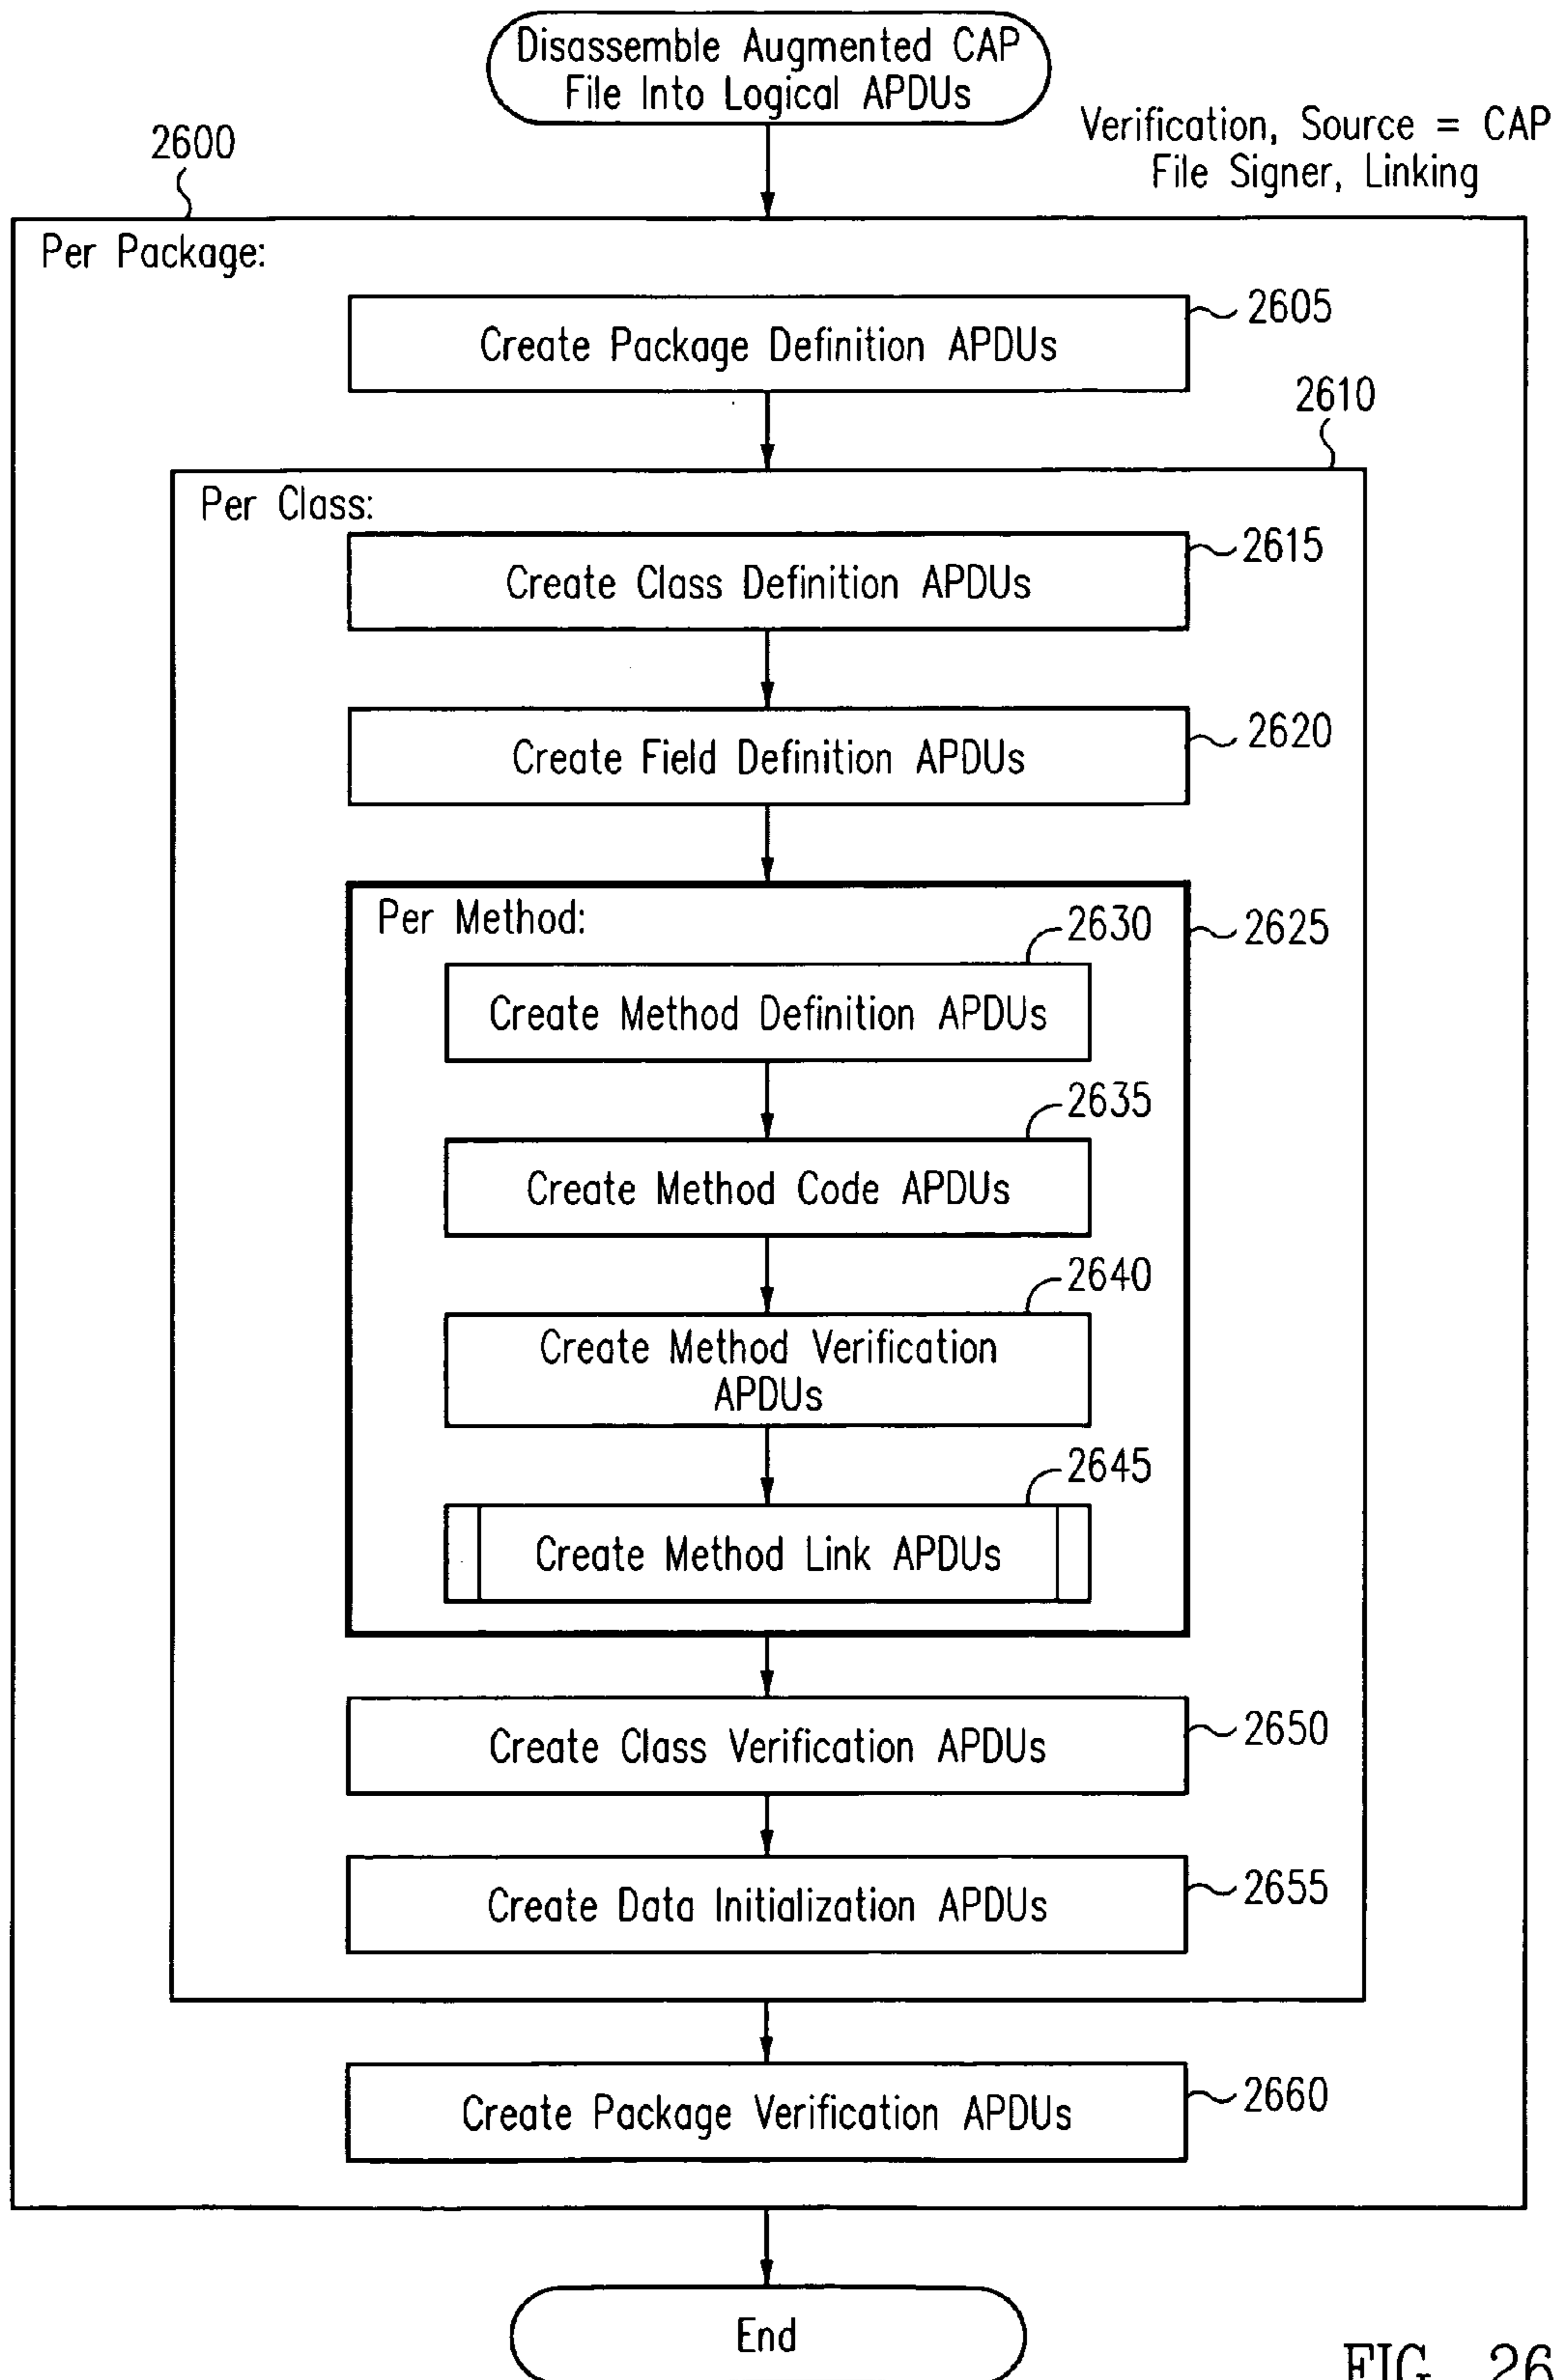 Disassemble Augmented CAP
File Into Logical APDUs
Verification, Source = CAP
File Signer, Linking
2600
Per Package:
2605
Create Package Definition APDUs
2610
Per Class:
2615
Create Class Definition APDUs
2620
Create Field Definition APDUs
Per Method:
2625
2630
Create Method Definition APDUs
2635
Create Method Code APDUs
2640
Create Method Verification
APDUs
2645
Create Method Link APDUs
2650
Create Class Verification APDUs
2655
Create Data Initialization APDUs
2660
Create Package Verification APDUs
End
FIG. 26